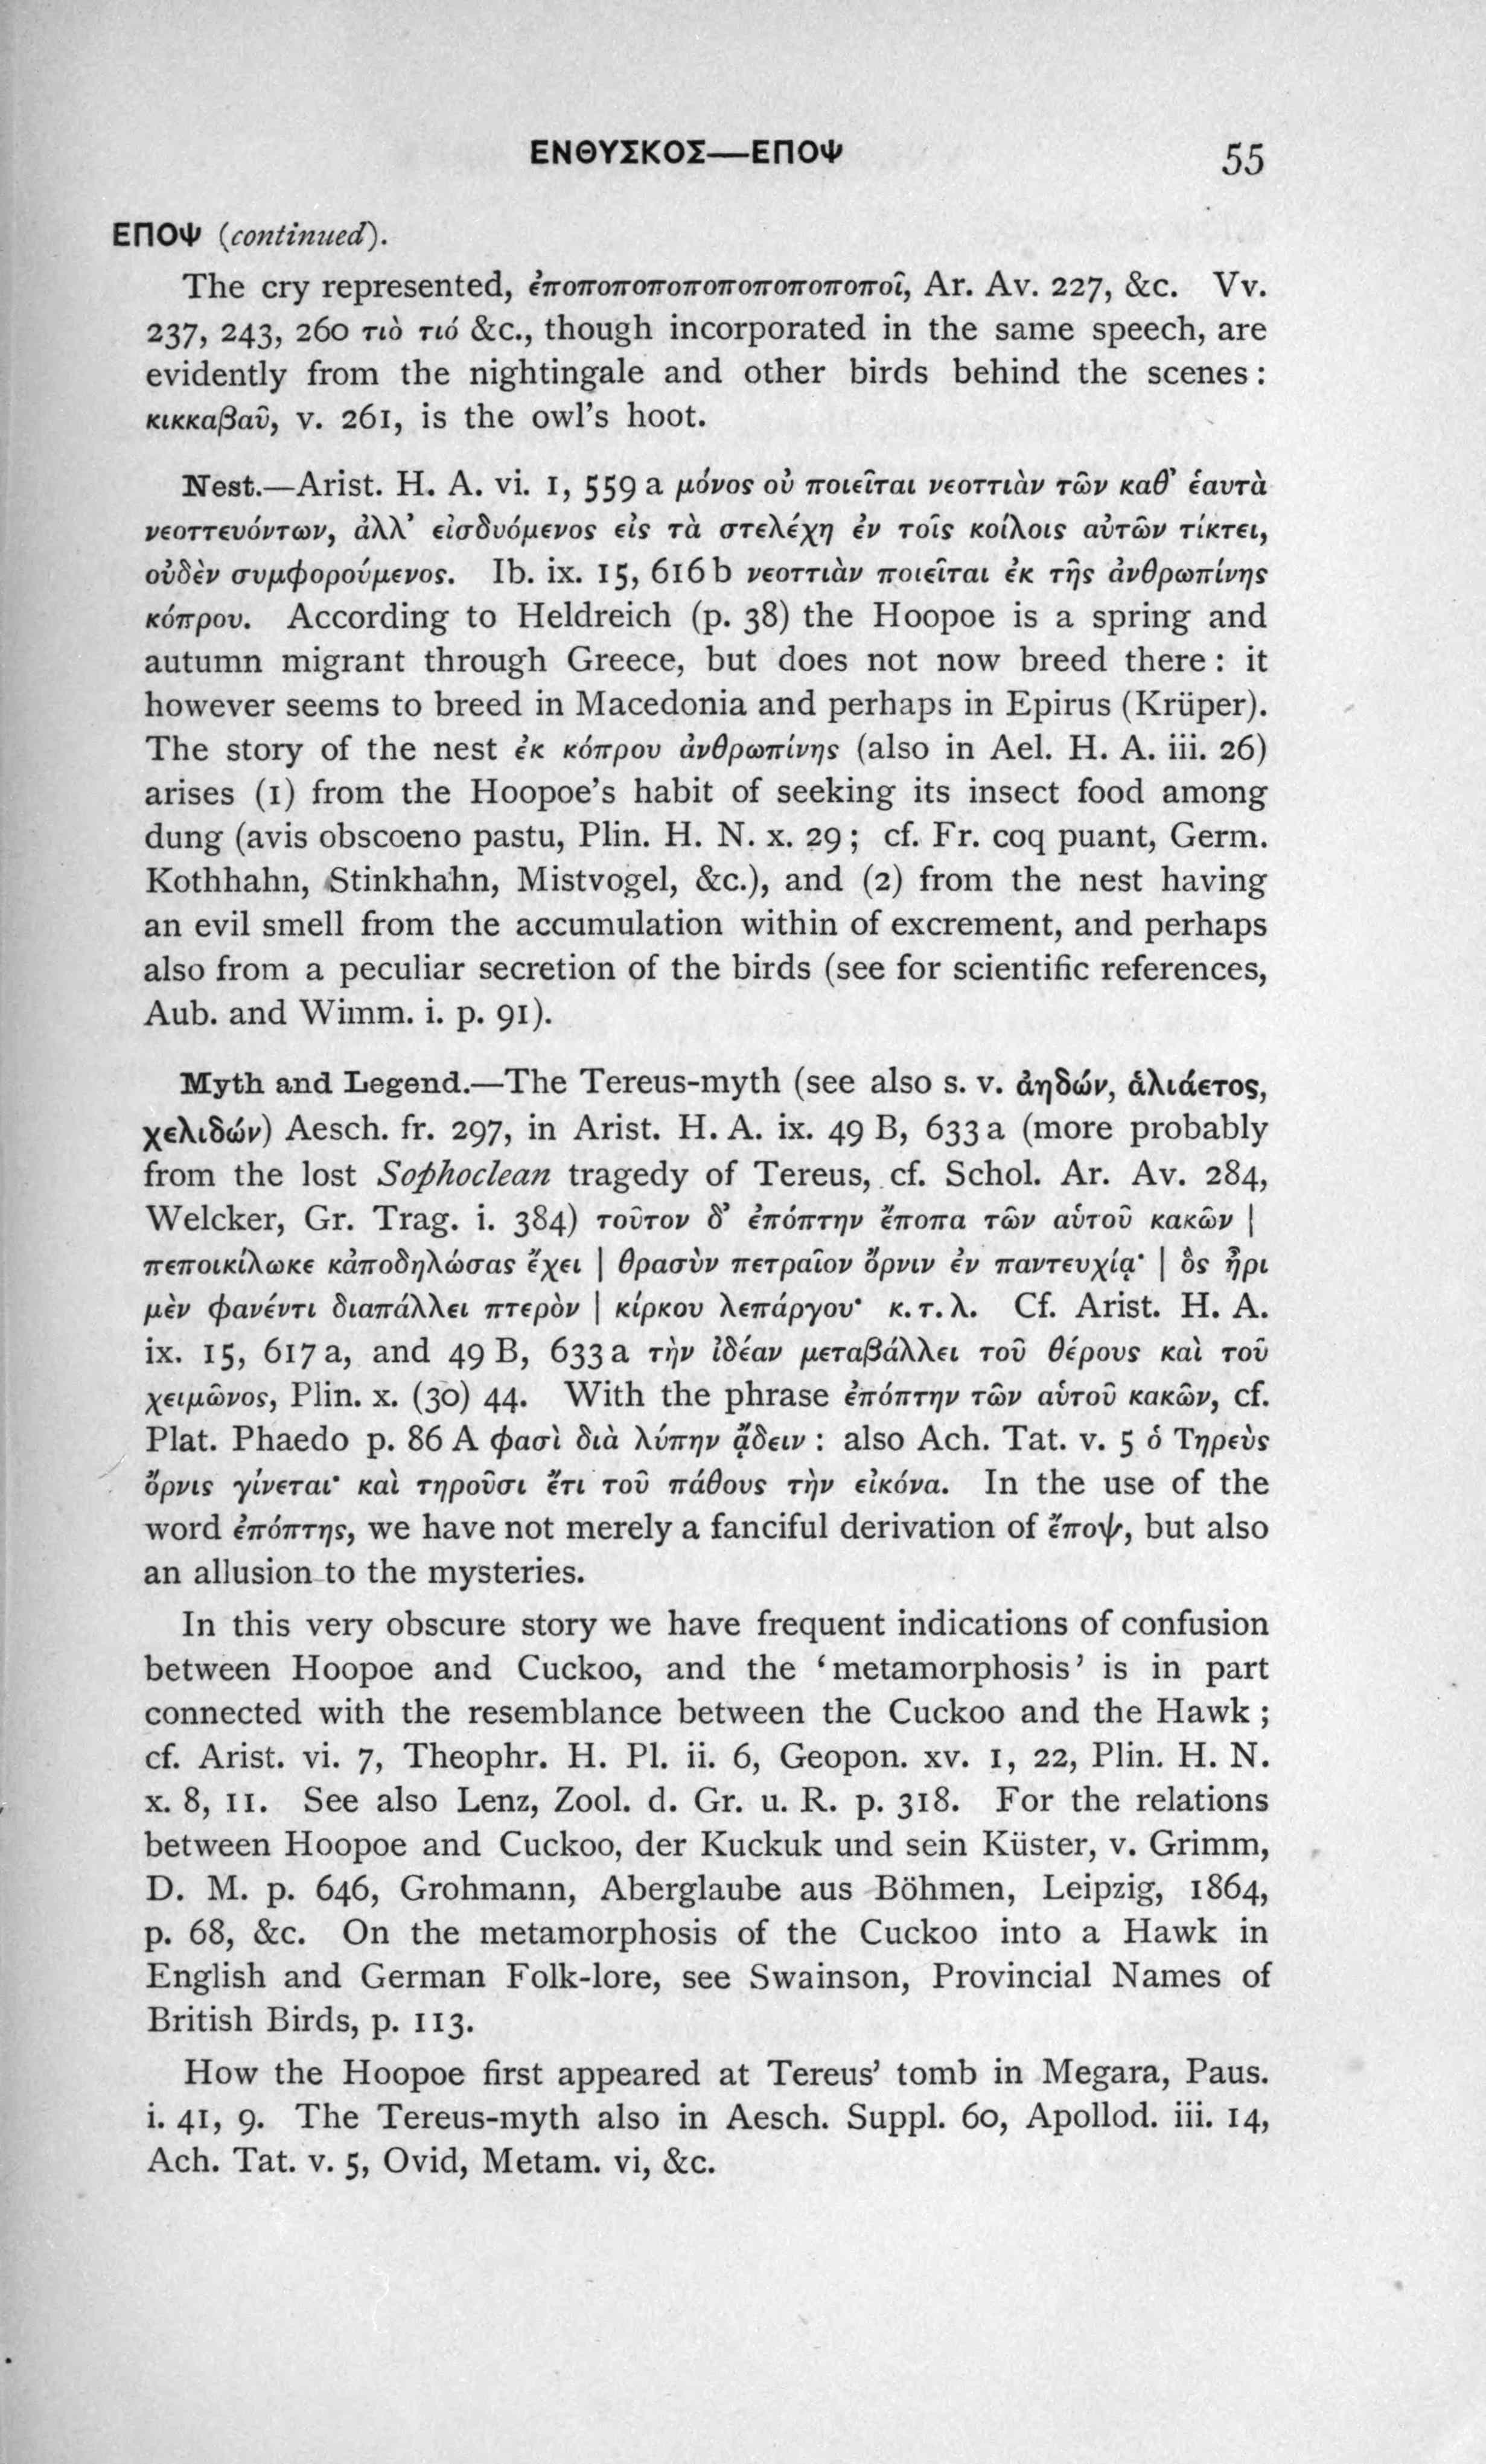 ΕΝΘΥΣΚΟΣ—ΕΠΟΨ 55
ΕΠΟΨ (continued).
The cry represented, ἐποποποποποποποποποποῖ, Ar. Av. 227, &c. Vv.
237, 243, 260 τιὸ τιό &c., though incorporated in the same speech, are
evidently from the nightingale and other birds behind the scenes:
κικκαβαῦ, v. 261, is the owl's hoot.
Nest.—Arist. H. A. vi. 1, 559 a μόνος οὐ ποιεῖται νεοττιὰν τῶν καθ' ἑαυτὰ
νεοττευόντων, ἀλλ' εἰσδυόμενος εἰς τὰ στελέχη ἐν τοῖς κοίλοις αὐτῶν τίκτει,
οὐδὲν συμφορούμενος. Ib. ix. 15, 616 b νεοττιὰν ποιεῖται ἐκ τῆς ἀνθρωπίνης
κόπρου. According to Heldreich (p. 38) the Hoopoe is a spring and
autumn migrant through Greece, but does not now breed there: it
however seems to breed in Macedonia and perhaps in Epirus (Krüper).
The story of the nest ἐκ κόπρου ἀνθρωπίνης (also in Ael. H. A. iii. 26)
arises (1) from the Hoopoe's habit of seeking its insect food among
dung (avis obscoeno pastu, Plin. H. N. x. 29; cf. Fr. coq puant, Germ.
Kothhahn, Stinkhahn, Mistvogel, &c.), and (2) from the nest having
an evil smell from the accumulation within of excrement, and perhaps
also from a peculiar secretion of the birds (see for scientific references,
Aub. and Wimm. i. p. 91).
Myth and Legend.—The Tereus-myth (see also s. v. ἀηδών, ἁλιάετος,
χελιδών) Aesch. fr. 297, in Arist. H. A. ix. 49 B, 633 a (more probably
from the lost Sophoclean tragedy of Tereus, cf. Schol. Ar. Av. 284,
Welcker, Gr. Trag. i. 384) τοῦτον δ' ἐπόπτην ἔποπα τῶν αὑτοῦ κακῶν |
πεποικίλωκε κἀποδηλώσας ἔχει | θρασὺν πετραῖον ὄρνιν ἐν παντευχίᾳ· | ὃς ἦρι
μὲν φανέντι διαπάλλει πτερὸν | κίρκου λεπάργου· κ.τ.λ. Cf. Arist. H. A.
ix. 15, 617 a, and 49 B, 633 a τὴν ἰδέαν μεταβάλλει τοῦ θέρους καὶ τοῦ
χειμῶνος, Plin. x. (30) 44. With the phrase ἐπόπτην τῶν αὑτοῦ κακῶν, cf.
Plat. Phaedo p. 86 A φασὶ διὰ λύπην ᾄδειν: also Ach. Tat. v. 5 ὁ Τηρεὺς
ὄρνις γίνεται· καὶ τηροῦσι ἔτι τοῦ πάθους τὴν εἰκόνα. In the use of the
word ἐπόπτης, we have not merely a fanciful derivation of ἔποψ, but also
an allusion to the mysteries.
In this very obscure story we have frequent indications of confusion
between Hoopoe and Cuckoo, and the 'metamorphosis' is in part
connected with the resemblance between the Cuckoo and the Hawk;
cf. Arist. vi. 7, Theophr. H. Pl. ii. 6, Geopon. xv. 1, 22, Plin. H. N.
x. 8, 11. See also Lenz, Zool. d. Gr. u. R. p. 318. For the relations
between Hoopoe and Cuckoo, der Kuckuk und sein Küster, v. Grimm,
D. M. p. 646, Grohmann, Aberglaube aus Böhmen, Leipzig, 1864,
p. 68, &c. On the metamorphosis of the Cuckoo into a Hawk in
English and German Folk-lore, see Swainson, Provincial Names of
British Birds, p. 113.
How the Hoopoe first appeared at Tereus' tomb in Megara, Paus.
i. 41, 9. The Tereus-myth also in Aesch. Suppl. 60, Apollod. iii. 14,
Ach. Tat. v. 5, Ovid, Metam. vi, &c.